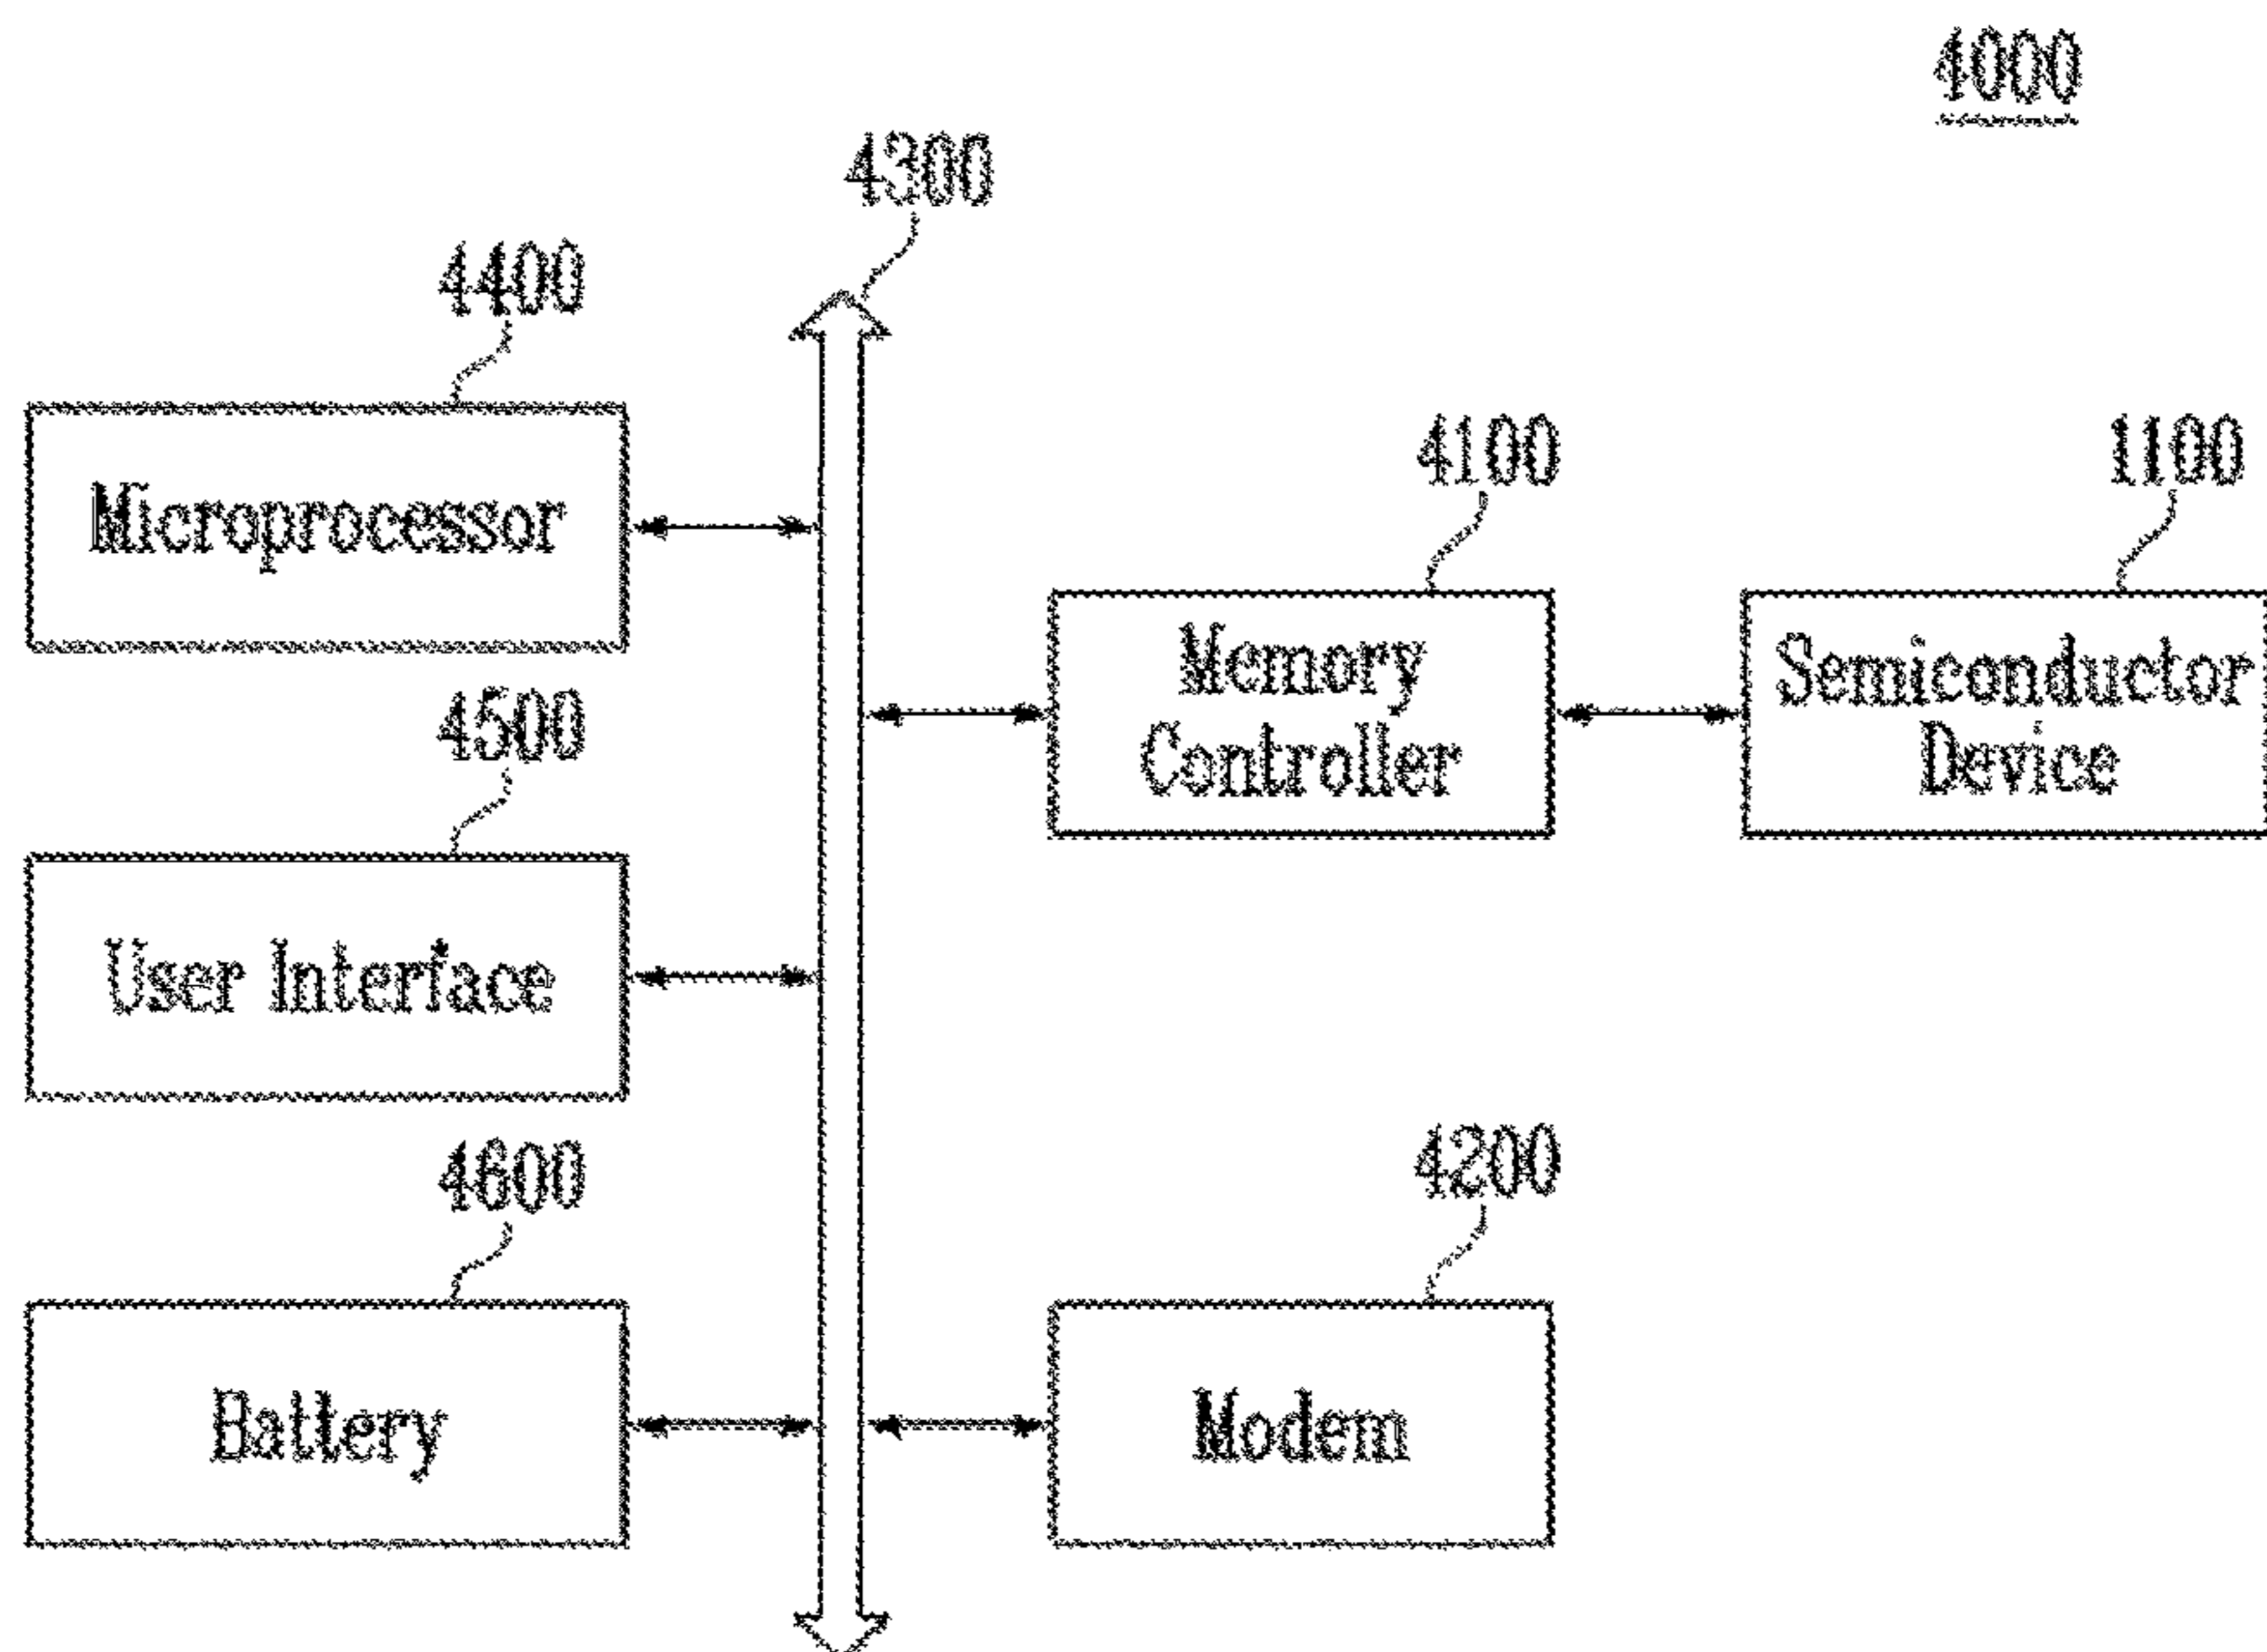 4000
4300
4400
Microprocessor
4100
1100
Memory
Controller
Semiconductor
Device
4500
User Interface
4600
Battery
4200
Modem